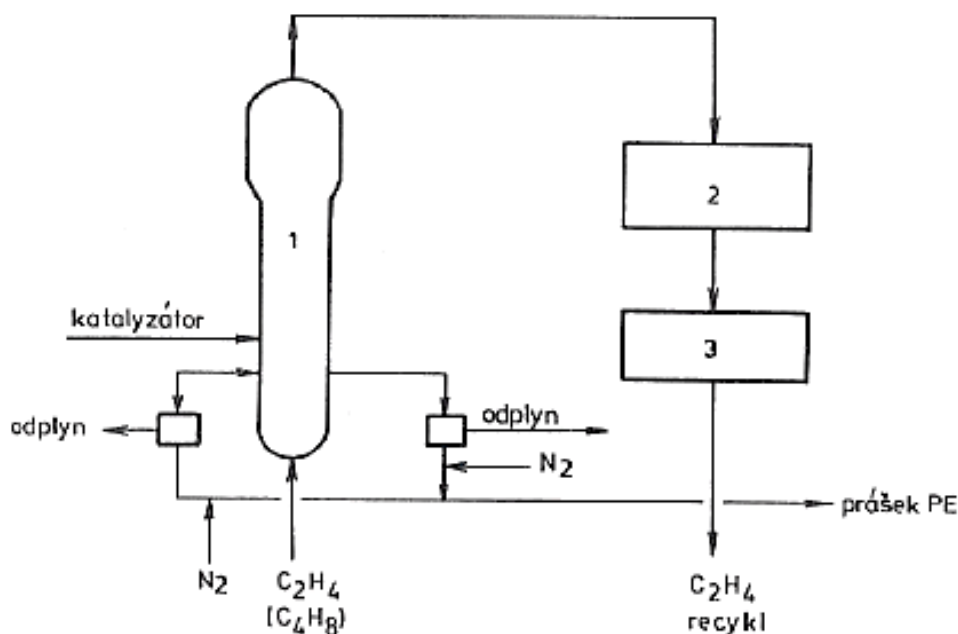 1
2
katalyzátor
3
odplyn
odplyn
N2
prášek PE
N2
C2H4
(C4H8)
C2H4
recykl